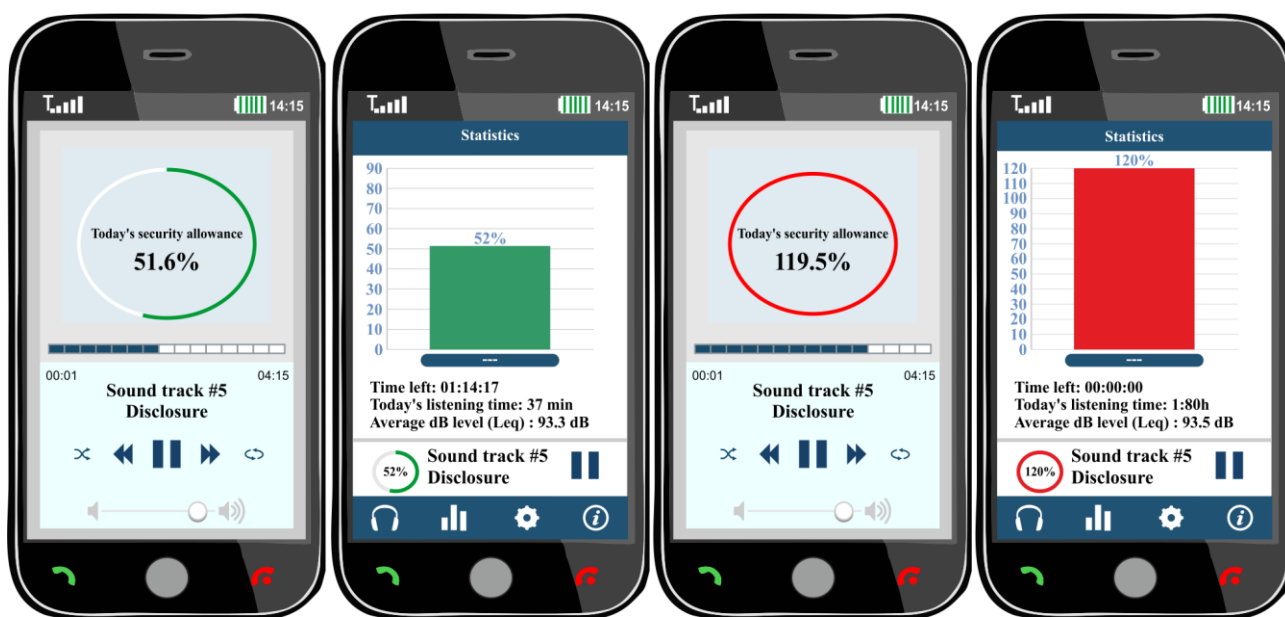 14:15
Today's security allowance
51.6%
00:01
04:15
Sound track #5
Disclosure
14:15
Statistics
90
80
70
60
50
40
30
20
10
0
52%
---
Time left: 01:14:17
Today's listening time: 37 min
Average dB level (Leq) : 93.3 dB
52%
Sound track #5
Disclosure
14:15
Today's security allowance
119.5%
00:01
04:15
Sound track #5
Disclosure
14:15
Statistics
120%
120
110
100
90
80
70
60
50
40
30
20
10
0
---
Time left: 00:00:00
Today's listening time: 1:80h
Average dB level (Leq) : 93.5 dB
120%
Sound track #5
Disclosure